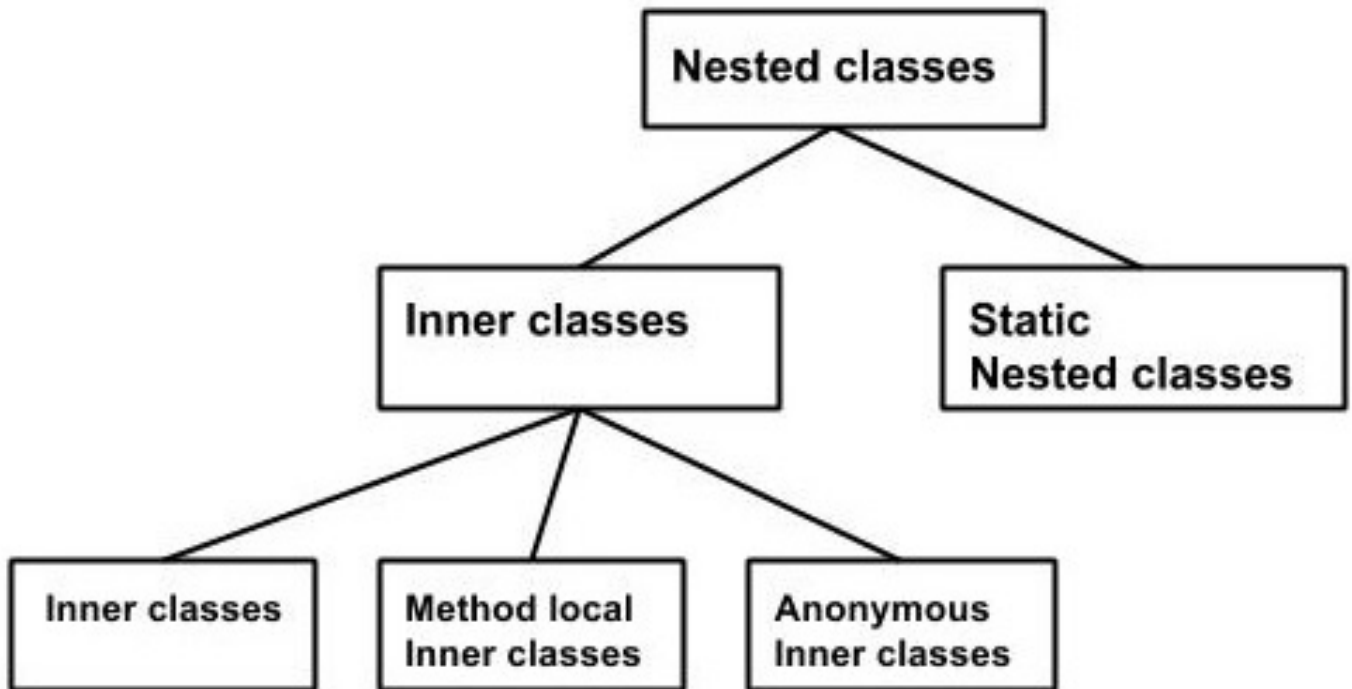 Nested classes
Inner classes
Static
Nested classes
Inner classes
Method local
Inner classes
Anonymous
Inner classes